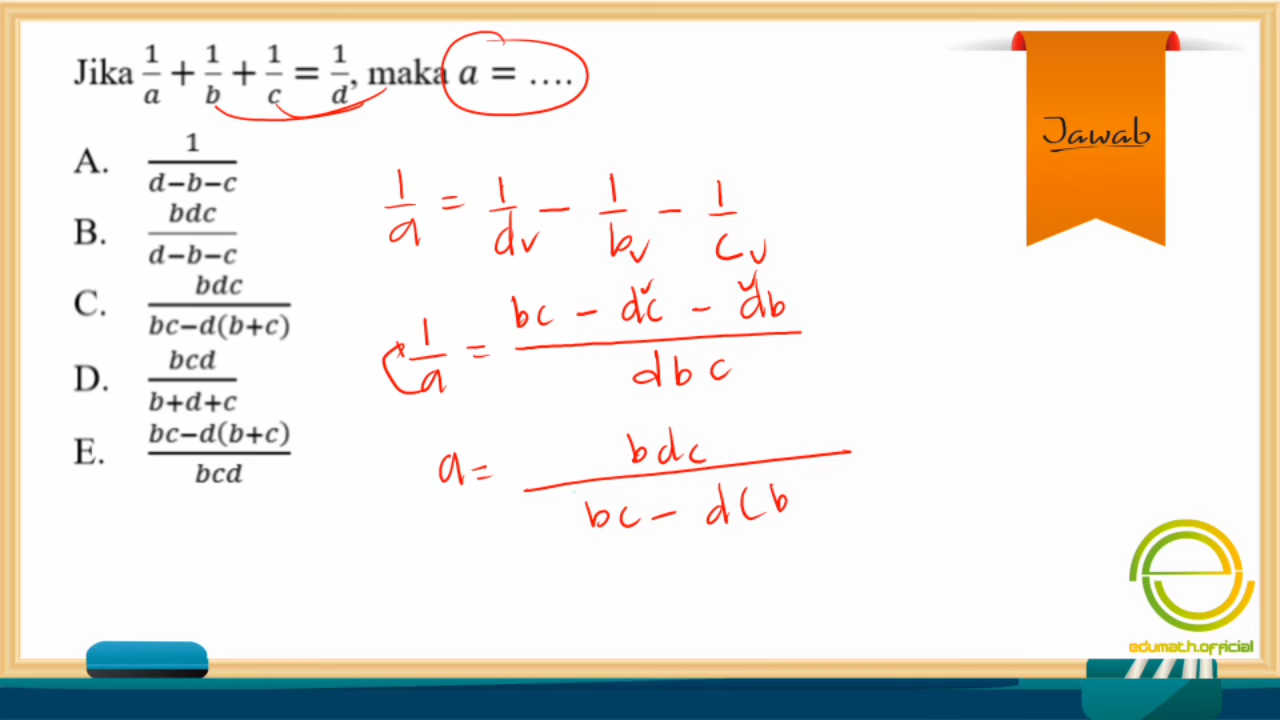 Jika 1/a + 1/b + 1/c = 1/d, maka a = ....
A. 1/(d−b−c)
B. bdc/(d−b−c)
C. bdc/(bc−d(b+c))
D. bcd/(b+d+c)
E. (bc−d(b+c))/bcd
1/a = 1/d − 1/b − 1/c
1/a = (bc − dc − db)/dbc
a = bdc/(bc − d(b
Jawab
edumath.official